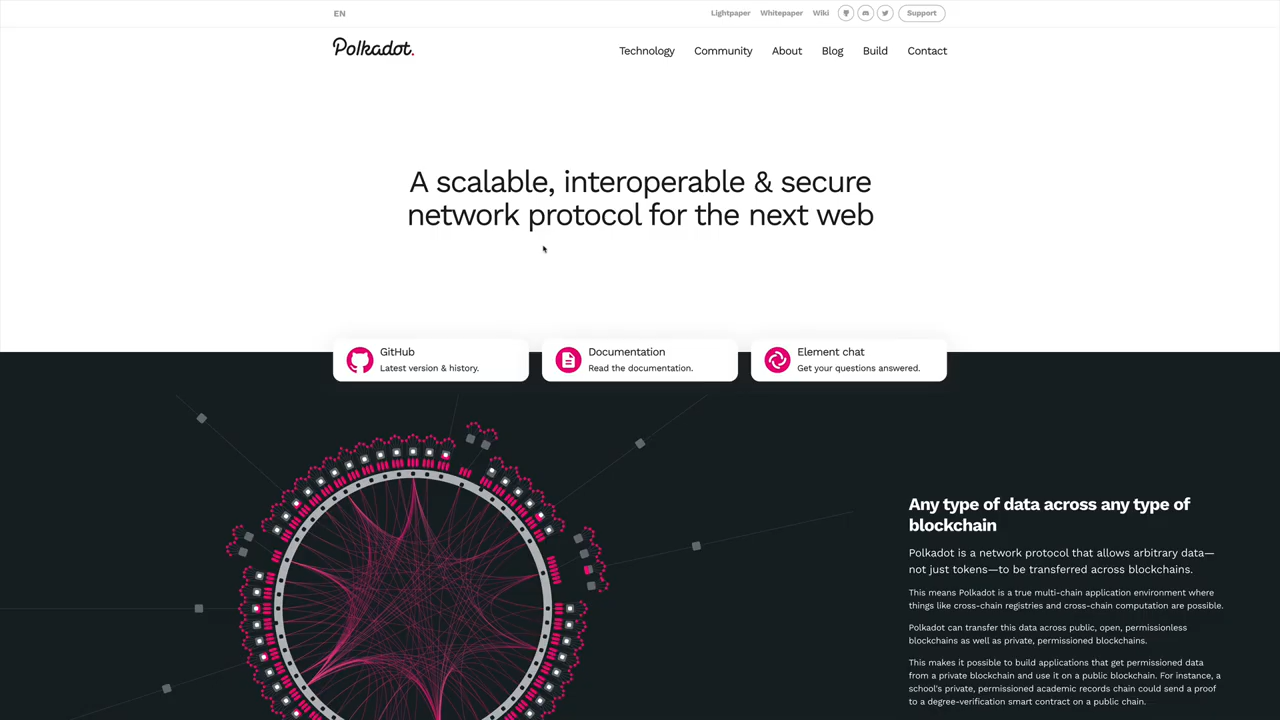 EN
Lightpaper Whitepaper Wiki Support
Polkadot.
Technology Community About Blog Build Contact
A scalable, interoperable & secure
network protocol for the next web
GitHub
Latest version & history.
Documentation
Read the documentation.
Element chat
Get your questions answered.
Any type of data across any type of
blockchain
Polkadot is a network protocol that allows arbitrary data—
not just tokens—to be transferred across blockchains.
This means Polkadot is a true multi-chain application environment where
things like cross-chain registries and cross-chain computation are possible.
Polkadot can transfer this data across public, open, permissionless
blockchains as well as private, permissioned blockchains.
This makes it possible to build applications that get permissioned data
from a private blockchain and use it on a public blockchain. For instance, a
school's private, permissioned academic records chain could send a proof
to a degree-verification smart contract on a public chain.